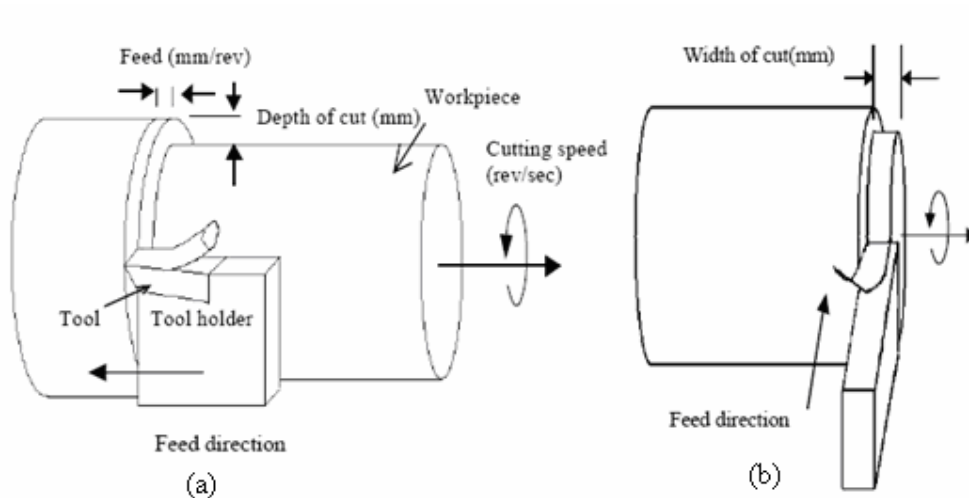 Feed (mm/rev)
Depth of cut (mm)
Workpiece
Cutting speed
(rev/sec)
Tool
Tool holder
Feed direction
(a)
Width of cut(mm)
Feed direction
(b)